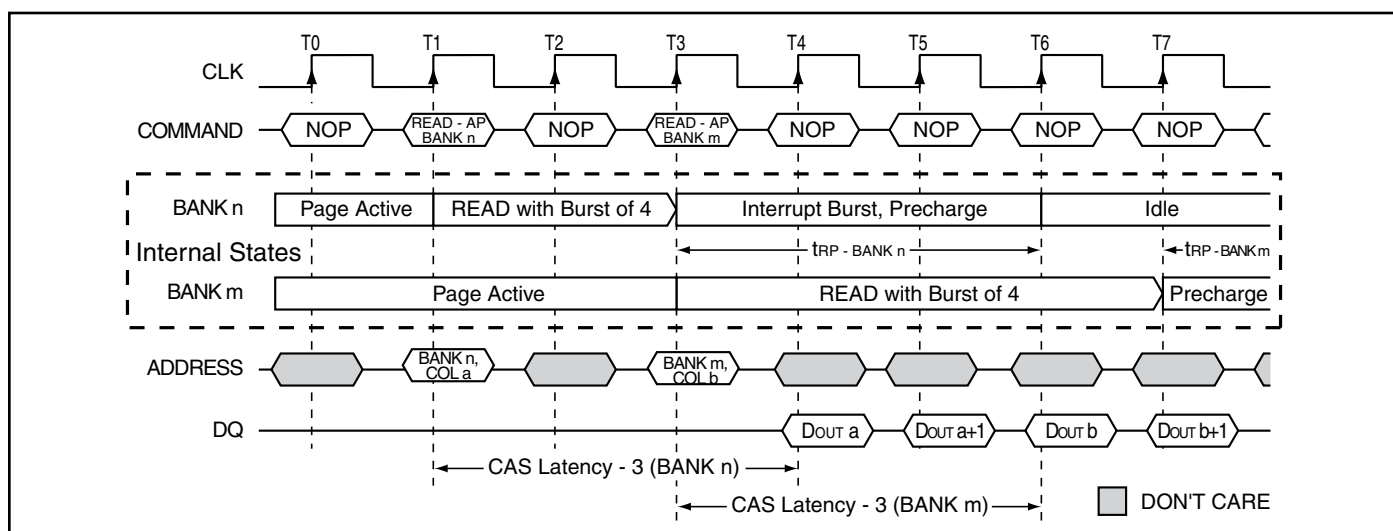 T0 T1 T2 T3 T4 T5 T6 T7
CLK
COMMAND NOP READ - AP BANK n NOP READ - AP BANK m NOP NOP NOP NOP
BANK n Page Active READ with Burst of 4 Interrupt Burst, Precharge Idle
Internal States tRP - BANK n tRP - BANK m
BANK m Page Active READ with Burst of 4 Precharge
ADDRESS BANK n, COL a BANK m, COL b
DQ DOUT a DOUT a+1 DOUT b DOUT b+1
CAS Latency - 3 (BANK n)
CAS Latency - 3 (BANK m) DON'T CARE